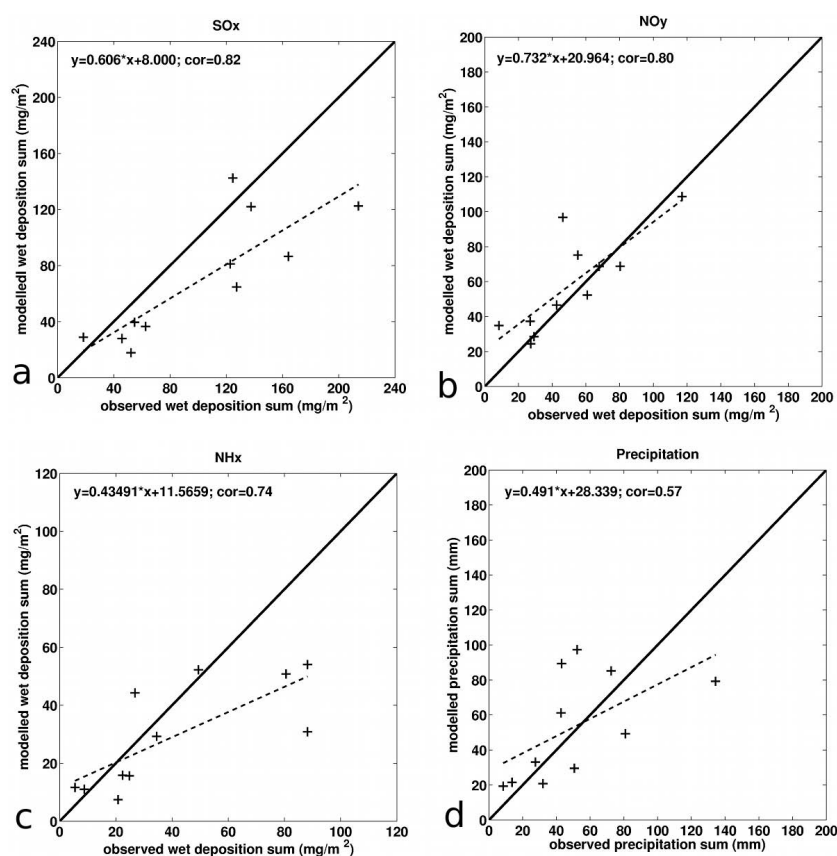 SOx
y=0.606*x+8.000; cor=0.82
240
200
160
120
80
40
0
0 40 80 120 160 200 240
modelledl wet deposition sum (mg/m²)
observed wet deposition sum (mg/m²)
a
NOy
y=0.732*x+20.964; cor=0.80
200
180
160
140
120
100
80
60
40
20
0
0 20 40 60 80 100 120 140 160 180 200
modelled wet deposition sum (mg/m²)
observed wet deposition sum (mg/m²)
b
NHx
y=0.43491*x+11.5659; cor=0.74
120
100
80
60
40
20
0
0 20 40 60 80 100 120
modelled wet deposition sum (mg/m²)
observed wet deposition sum (mg/m²)
c
Precipitation
y=0.491*x+28.339; cor=0.57
200
180
160
140
120
100
80
60
40
20
0
0 20 40 60 80 100 120 140 160 180 200
modelled precipitation sum (mm)
observed precipitation sum (mm)
d